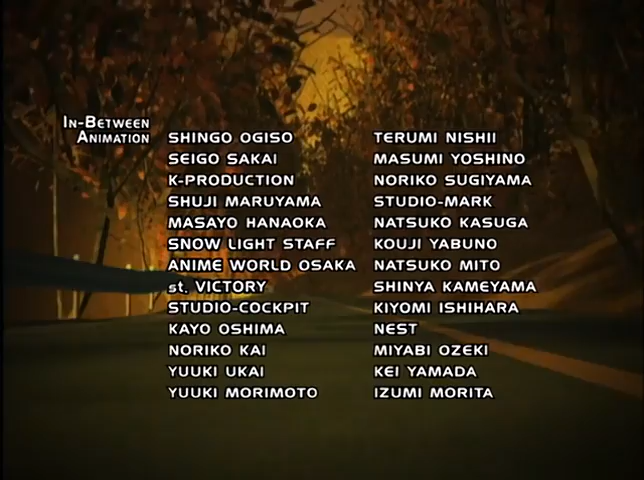 IN-BETWEEN
ANIMATION
SHINGO OGISO
SEIGO SAKAI
K-PRODUCTION
SHUJI MARUYAMA
MASAYO HANAOKA
SNOW LIGHT STAFF
ANIME WORLD OSAKA
st. VICTORY
STUDIO-COCKPIT
KAYO OSHIMA
NORIKO KAI
YUUKI UKAI
YUUKI MORIMOTO
TERUMI NISHII
MASUMI YOSHINO
NORIKO SUGIYAMA
STUDIO-MARK
NATSUKO KASUGA
KOUJI YABUNO
NATSUKO MITO
SHINYA KAMEYAMA
KIYOMI ISHIHARA
NEST
MIYABI OZEKI
KEI YAMADA
IZUMI MORITA